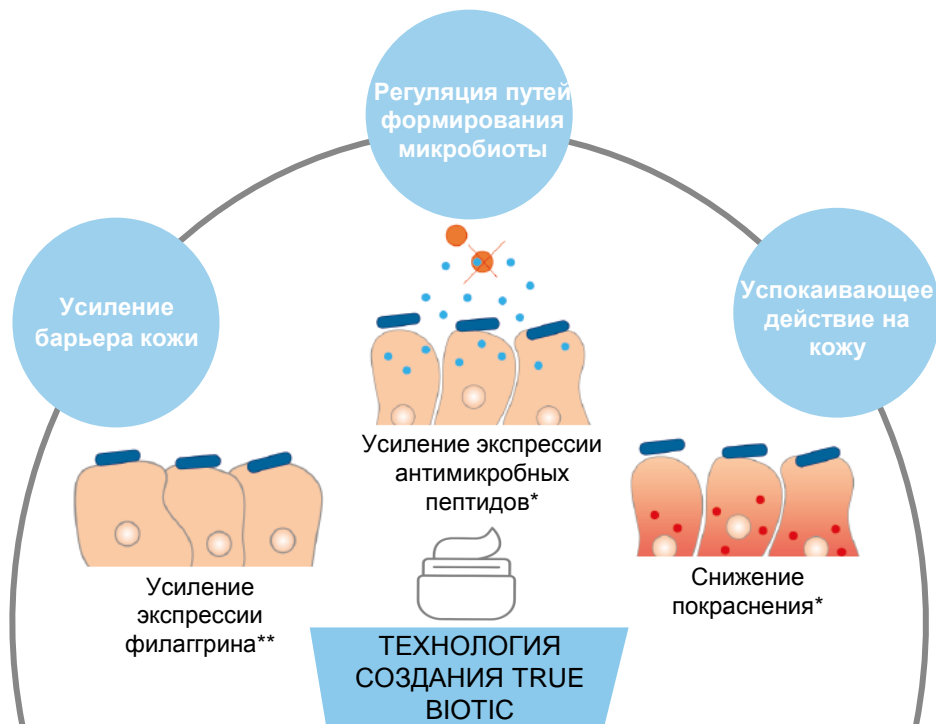 Регуляция путей
формирования
микробиоты
Усиление
барьера кожи
Успокаивающее
действие на
кожу
Усиление экспрессии
антимикробных
пептидов*
Усиление
экспрессии
филаггрина**
Снижение
покраснения*
ТЕХНОЛОГИЯ
СОЗДАНИЯ TRUE
BIOTIC